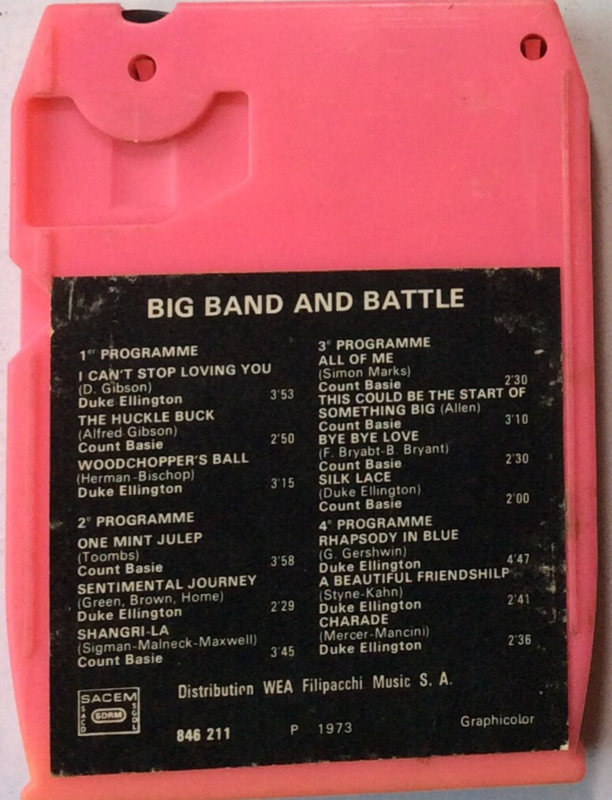 BIG BAND AND BATTLE
1er PROGRAMME
I CAN'T STOP LOVING YOU
(D. Gibson)
Duke Ellington 3'53
THE HUCKLE BUCK
(Alfred Gibson)
Count Basie 2'50
WOODCHOPPER'S BALL
(Herman-Bischop)
Duke Ellington 3'15
2e PROGRAMME
ONE MINT JULEP
(Toombs)
Count Basie 3'58
SENTIMENTAL JOURNEY
(Green, Brown, Home)
Duke Ellington 2'29
SHANGRI-LA
(Sigman-Malneck-Maxwell)
Count Basie 3'45
3e PROGRAMME
ALL OF ME
(Simon Marks)
Count Basie 2'30
THIS COULD BE THE START OF
SOMETHING BIG (Allen)
Count Basie 3'10
BYE BYE LOVE
(F. Bryabt-B. Bryant)
Count Basie 2'30
SILK LACE
(Duke Ellington)
Count Basie 2'00
4e PROGRAMME
RHAPSODY IN BLUE
(G. Gershwin)
Duke Ellington 4'47
A BEAUTIFUL FRIENDSHILP
(Styne-Kahn)
Duke Ellington 2'41
CHARADE
(Mercer-Mancini)
Duke Ellington 2'36
SACEM
SACD
SDRM
SGDL
Distribution WEA Filipacchi Music S. A.
846 211 P 1973 Graphicolor